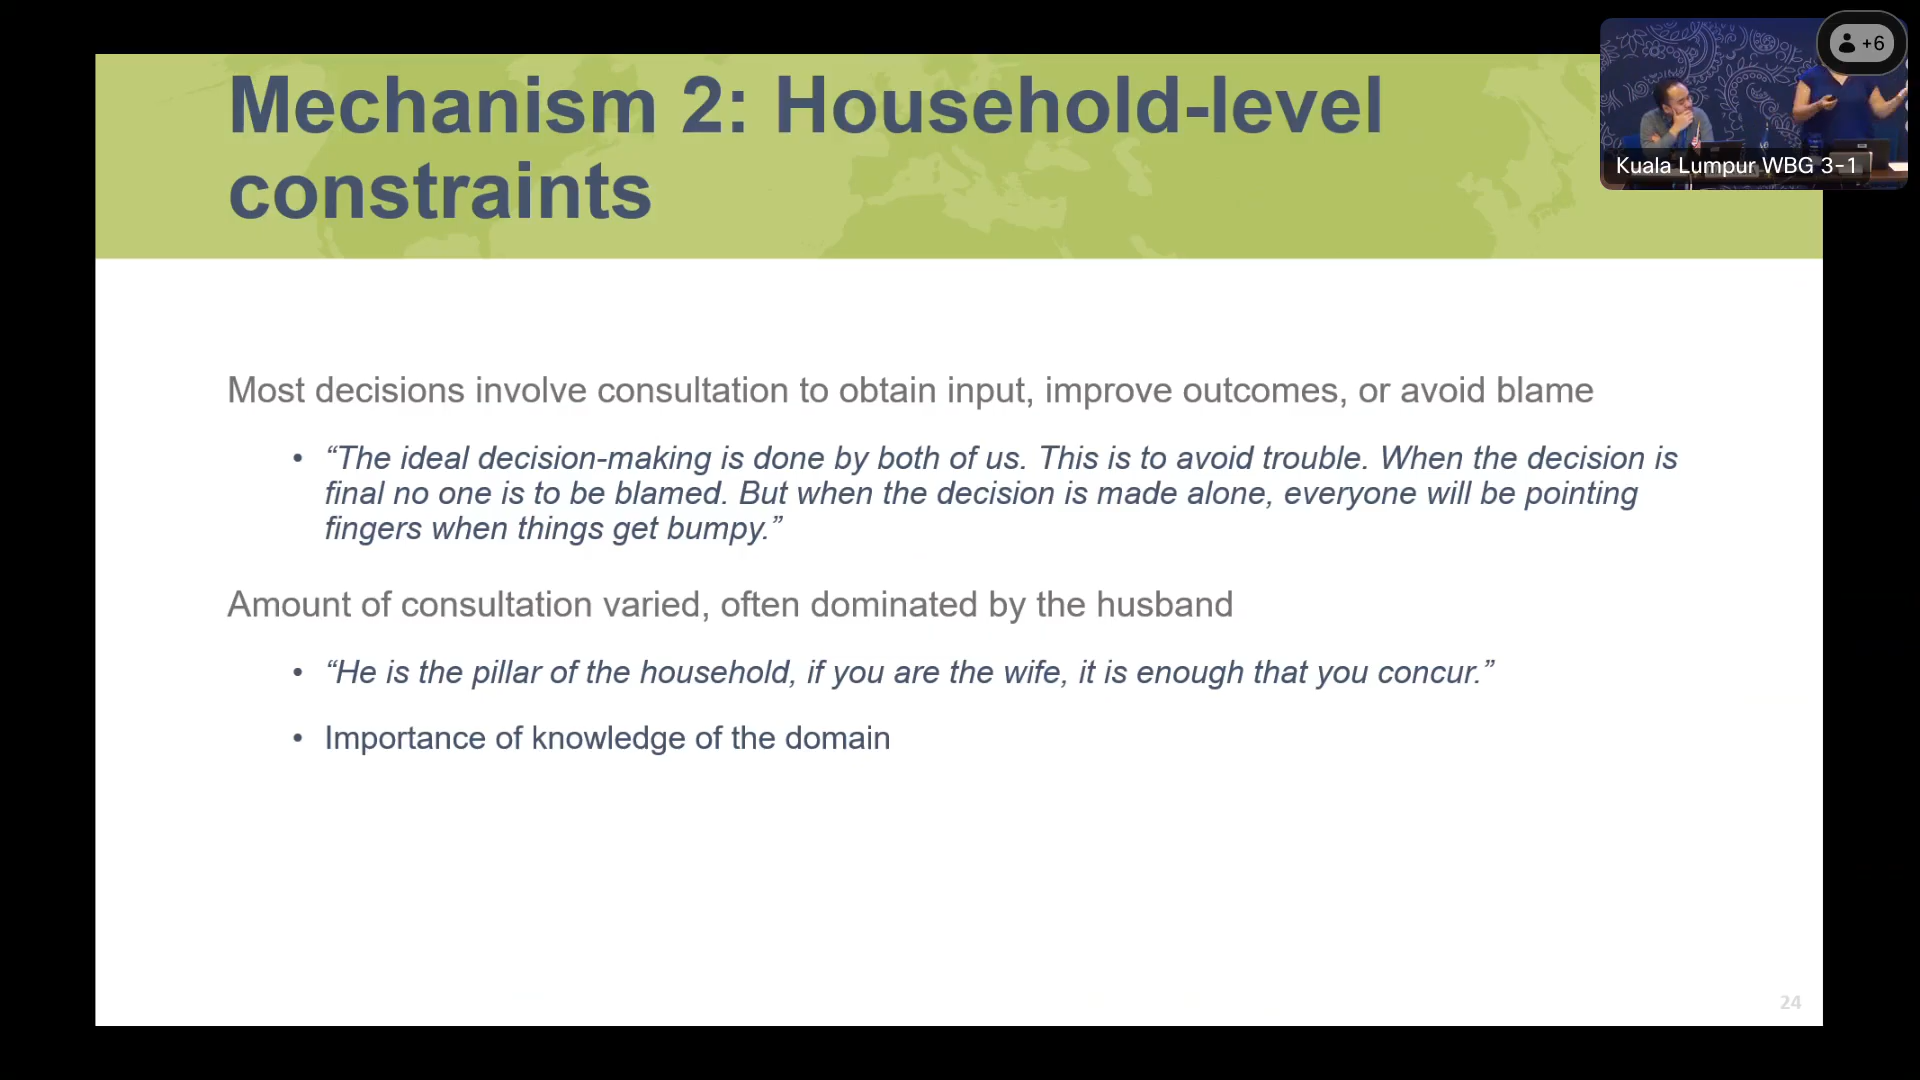 Mechanism 2: Household-level
constraints
+6
Kuala Lumpur WBG 3-1
Most decisions involve consultation to obtain input, improve outcomes, or avoid blame
• “The ideal decision-making is done by both of us. This is to avoid trouble. When the decision is
final no one is to be blamed. But when the decision is made alone, everyone will be pointing
fingers when things get bumpy.”
Amount of consultation varied, often dominated by the husband
• “He is the pillar of the household, if you are the wife, it is enough that you concur.”
• Importance of knowledge of the domain
24